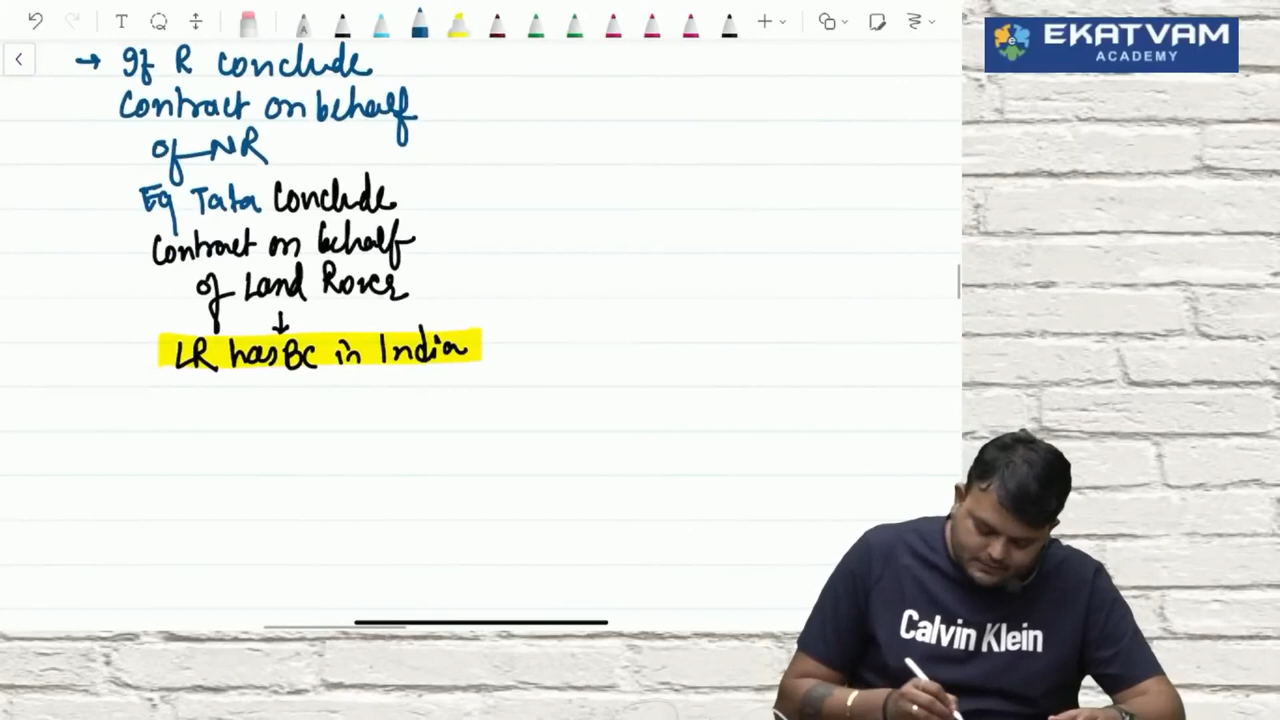 EKATVAM
ACADEMY
→ If R conclude
Contract on behalf
of NR
Eg Tata Conclude
Contract on behalf
of Land Rover
↓
LR has BC in India
Calvin Klein